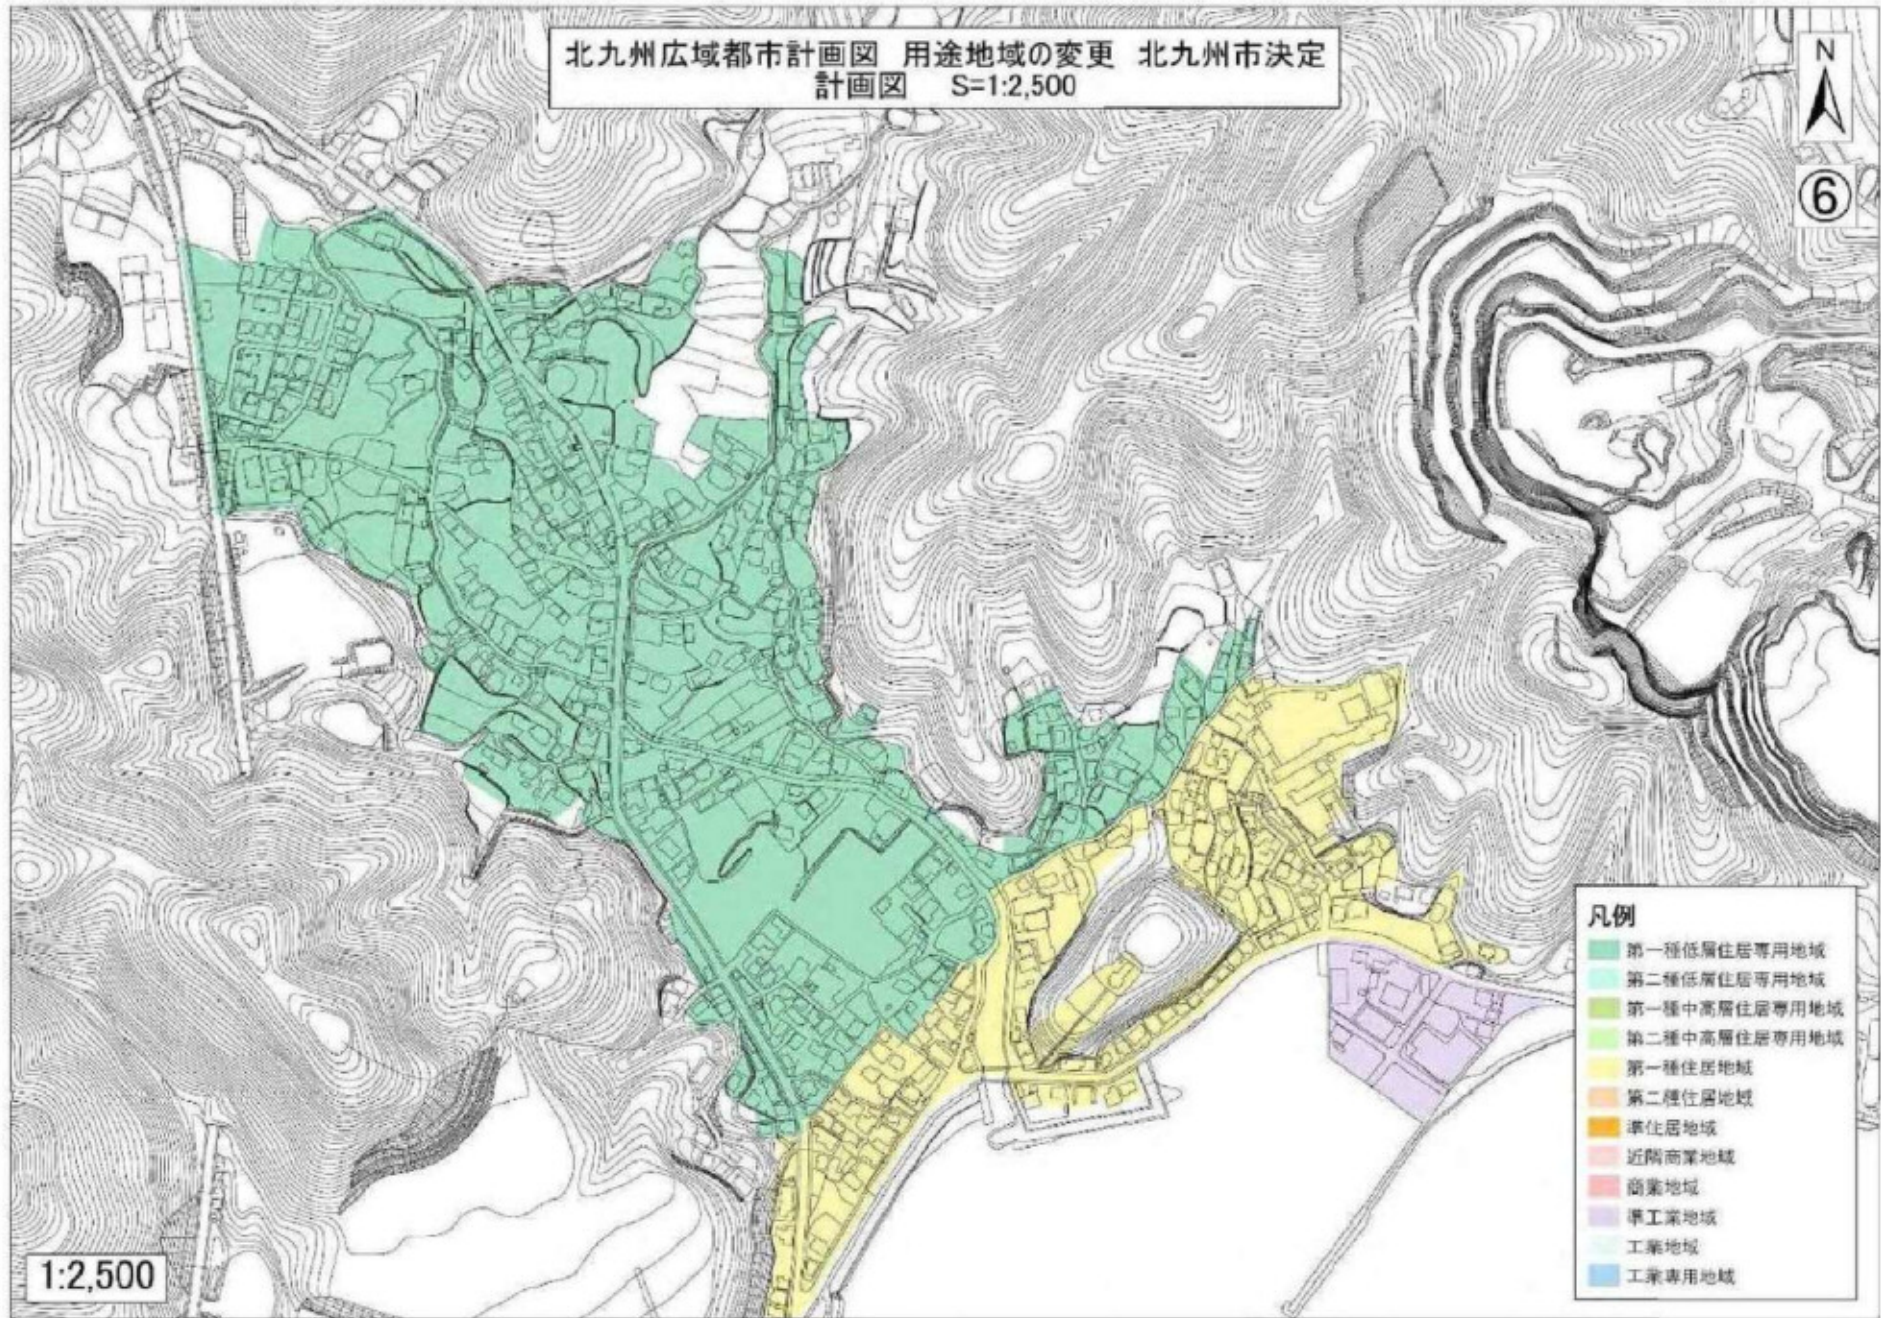 北九州広域都市計画図 用途地域の変更 北九州市決定
計画図 S=1:2,500
N
⑥
凡例
第一種低層住居専用地域
第二種低層住居専用地域
第一種中高層住居専用地域
第二種中高層住居専用地域
第一種住居地域
第二種住居地域
準住居地域
近隣商業地域
商業地域
準工業地域
工業地域
工業専用地域
1:2,500